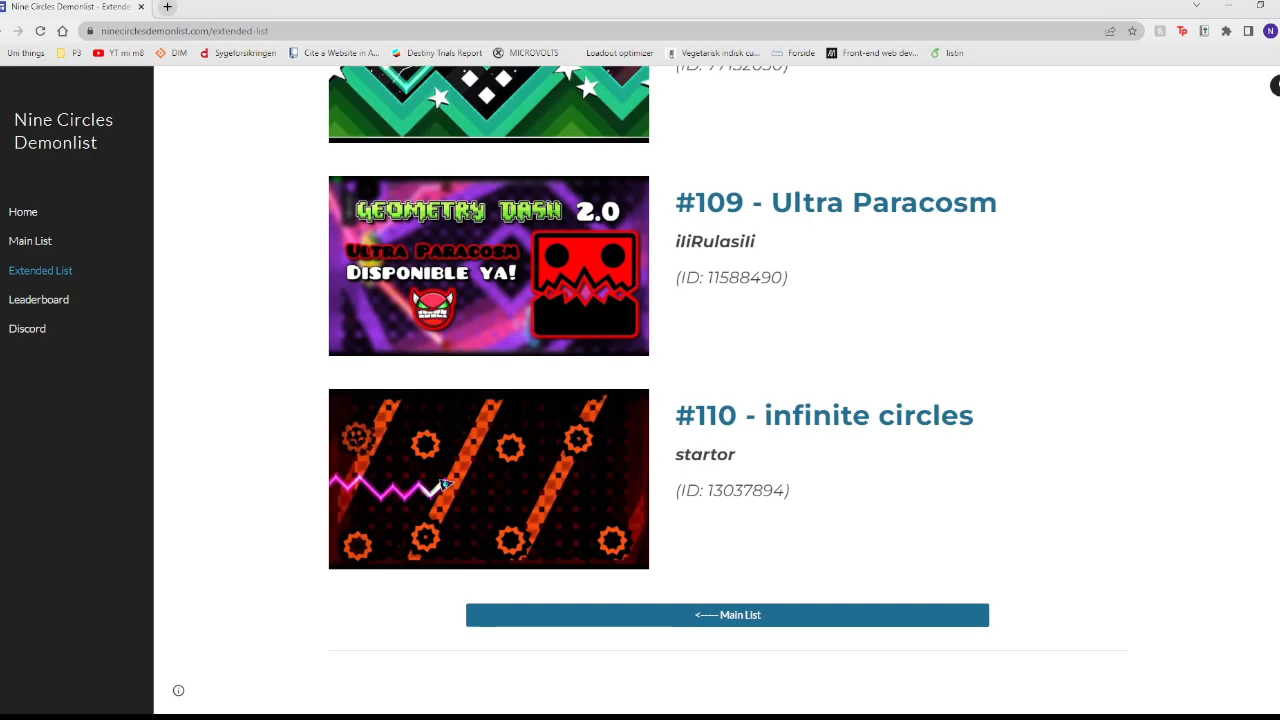 Nine Circles Demonlist - Extende
ninecirclesdemonlist.com/extended-list
Uni things
P3
YT mi m8
DIM
Sygeforsikringen
Cite a Website in A...
Destiny Trials Report
MICROVOLTS
Loadout optimizer
Vegetarisk indisk cu...
Forside
Front-end web dev...
listin
Nine Circles
Demonlist
Home
Main List
Extended List
Leaderboard
Discord
GEOMETRY DASH 2.0
ULTRA PARACOSM
DISPONIBLE YA!
#109 - Ultra Paracosm
iliRulasili
(ID: 11588490)
#110 - infinite circles
startor
(ID: 13037894)
<----- Main List